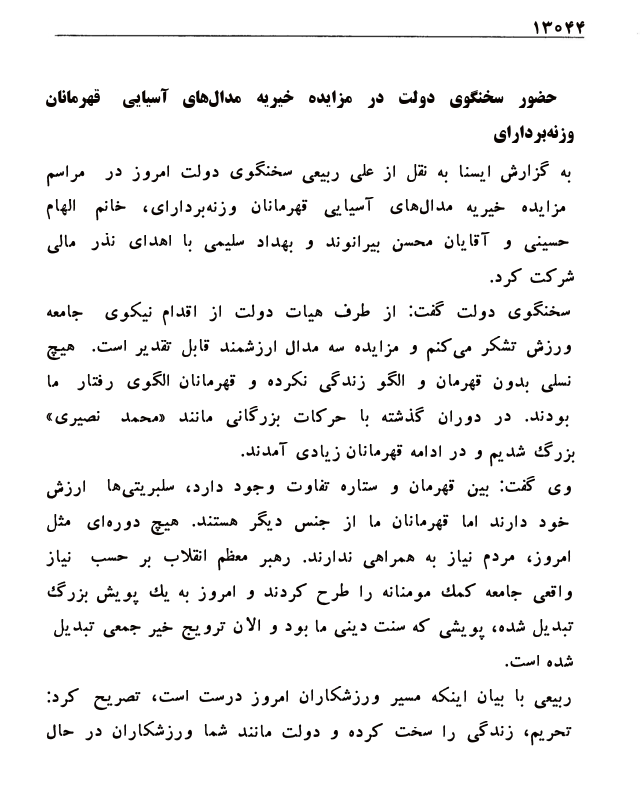 ۱۳۰۴۴
حضور سخنگوی دولت در مزایده خیریه مدال‌های آسیایی قهرمانان
وزنه‌بردارای
به گزارش ایسنا به نقل از علی ربیعی سخنگوی دولت امروز در مراسم
مزایده خیریه مدال‌های آسیایی قهرمانان وزنه‌بردارای، خانم الهام
حسینی و آقایان محسن بیرانوند و بهداد سلیمی با اهدای نذر مالی
شرکت کرد.
سخنگوی دولت گفت: از طرف هیات دولت از اقدام نیکوی جامعه
ورزش تشکر می‌کنم و مزایده سه مدال ارزشمند قابل تقدیر است. هیچ
نسلی بدون قهرمان و الگو زندگی نکرده و قهرمانان الگوی رفتار ما
بودند. در دوران گذشته با حرکات بزرگانی مانند «محمد نصیری»
بزرگ شدیم و در ادامه قهرمانان زیادی آمدند.
وی گفت: بین قهرمان و ستاره تفاوت وجود دارد، سلبریتی‌ها ارزش
خود دارند اما قهرمانان ما از جنس دیگر هستند. هیچ دوره‌ای مثل
امروز، مردم نیاز به همراهی ندارند. رهبر معظم انقلاب بر حسب نیاز
واقعی جامعه کمک مومنانه را طرح کردند و امروز به یک پویش بزرگ
تبدیل شده، پویشی که سنت دینی ما بود و الان ترویج خیر جمعی تبدیل
شده است.
ربیعی با بیان اینکه مسیر ورزشکاران امروز درست است، تصریح کرد:
تحریم، زندگی را سخت کرده و دولت مانند شما ورزشکاران در حال